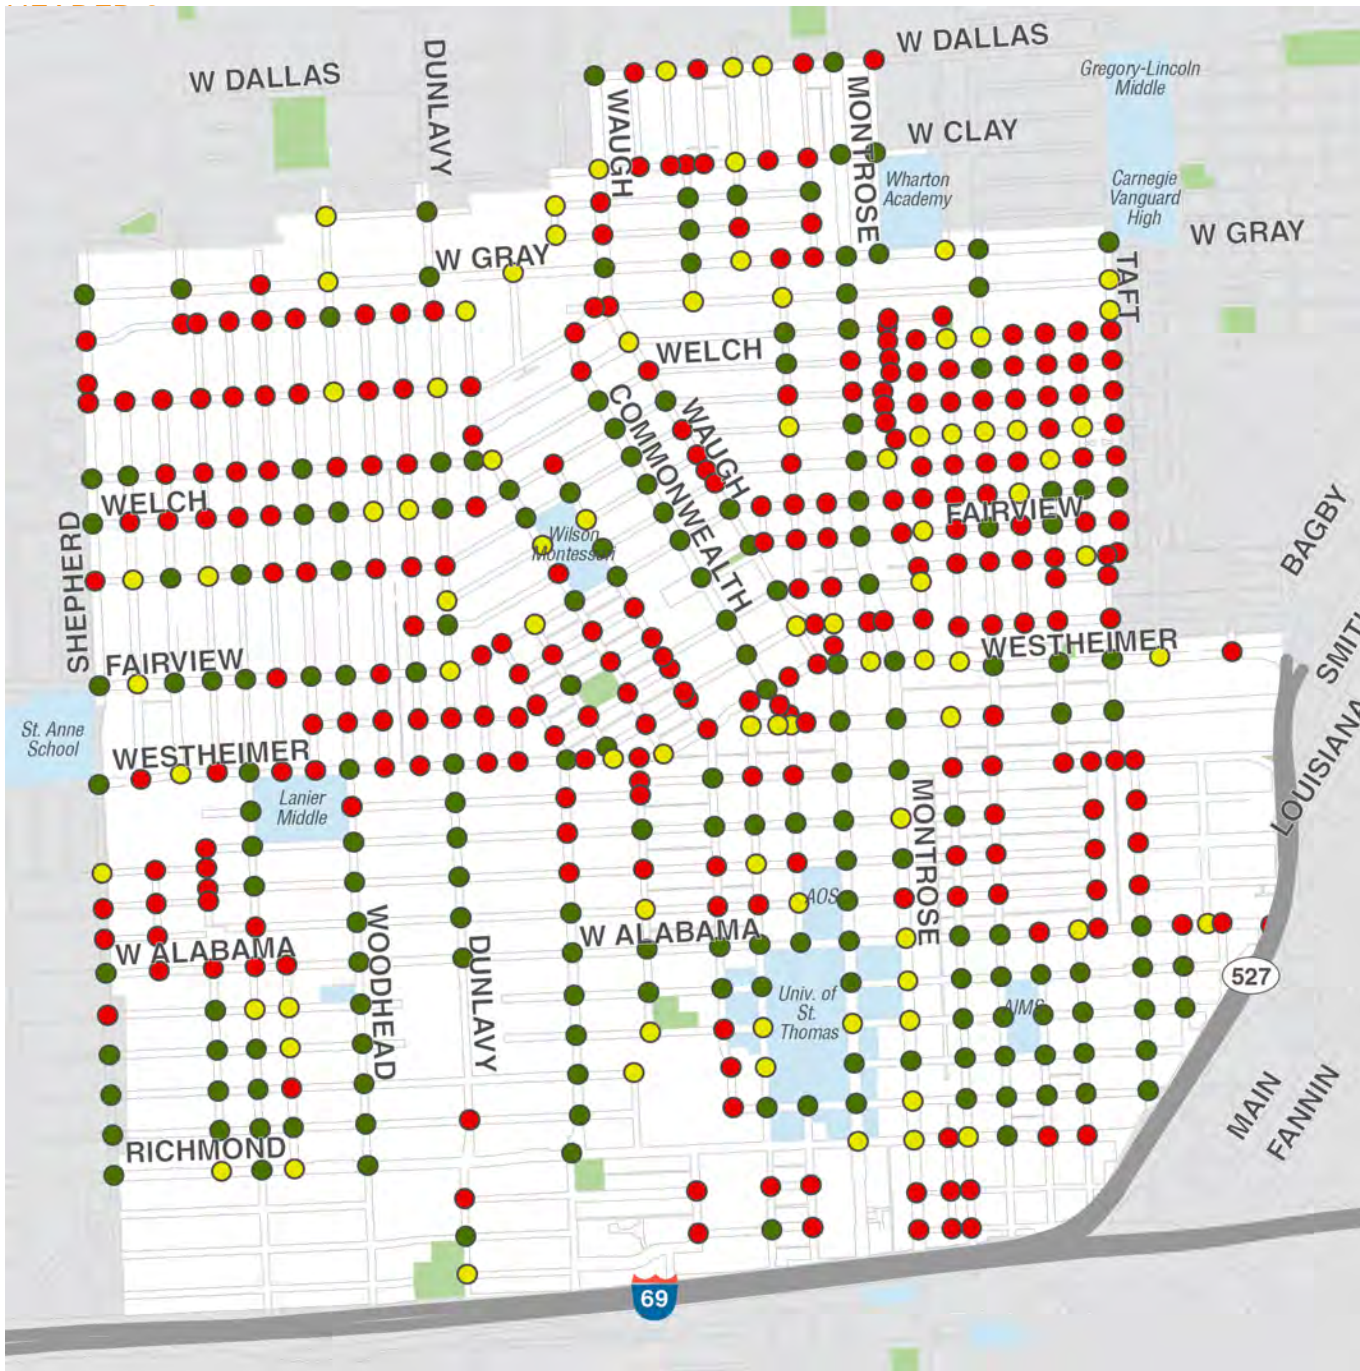 W DALLAS
W DALLAS
DUNLAVY
Gregory-Lincoln
Middle
WAUGH
MONTROSE
W CLAY
Wharton
Academy
Carnegie
Vanguard
High
W GRAY
W GRAY
TAFT
WELCH
COMMONWEALTH
WAUGH
WELCH
FAIRVIEW
BAGBY
SHEPHERD
Wilson
Montessori
SMITH
FAIRVIEW
WESTHEIMER
St. Anne
School
WESTHEIMER
LOUISIANA
Lanier
Middle
MONTROSE
AOS
WOODHEAD
W ALABAMA
W ALABAMA
DUNLAVY
527
Univ. of
St.
Thomas
AIMS
MAIN
FANNIN
RICHMOND
69